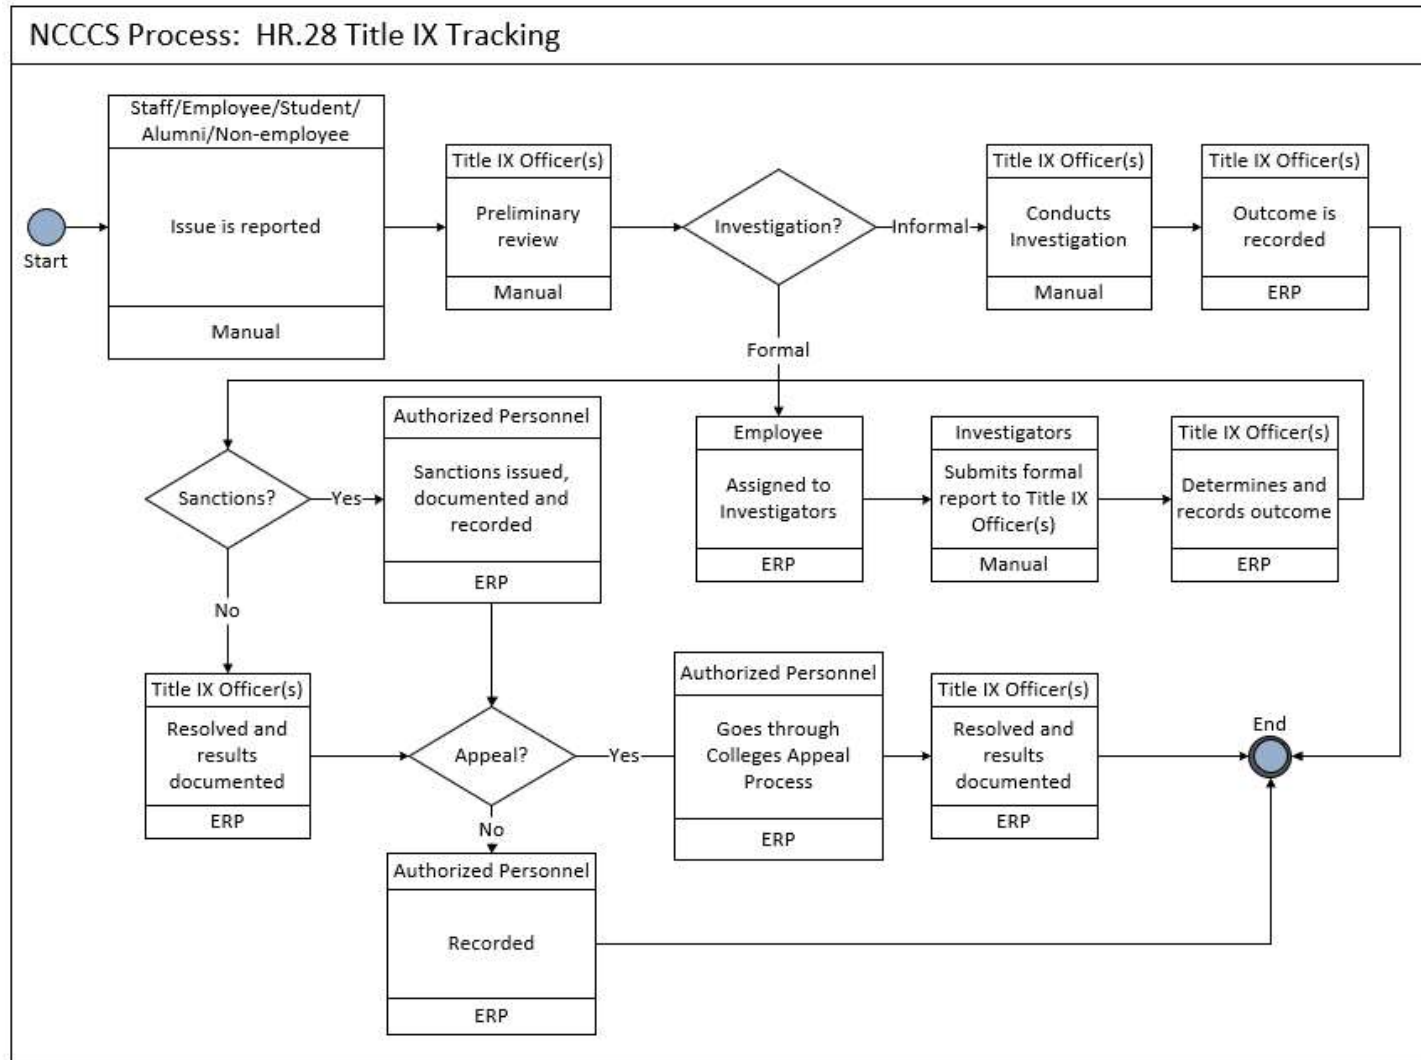 NCCCS Process:  HR.28 Title IX Tracking
Start
Staff/Employee/Student/
Alumni/Non-employee
Issue is reported
Manual
Title IX Officer(s)
Preliminary
review
Manual
Investigation?
Informal
Title IX Officer(s)
Conducts
Investigation
Manual
Title IX Officer(s)
Outcome is
recorded
ERP
Formal
Employee
Assigned to
Investigators
ERP
Investigators
Submits formal
report to Title IX
Officer(s)
Manual
Title IX Officer(s)
Determines and
records outcome
ERP
Sanctions?
Yes
Authorized Personnel
Sanctions issued,
documented and
recorded
ERP
No
Title IX Officer(s)
Resolved and
results
documented
ERP
Appeal?
Yes
Authorized Personnel
Goes through
Colleges Appeal
Process
ERP
Title IX Officer(s)
Resolved and
results
documented
ERP
End
No
Authorized Personnel
Recorded
ERP